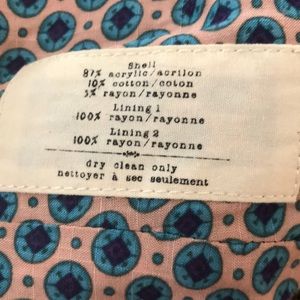 Shell
87% acrylic/acrilon
10% cotton/coton
3% rayon/rayonne
Lining 1
100% rayon/rayonne
Lining 2
100% rayon/rayonne
dry clean only
nettoyer à sec seulement